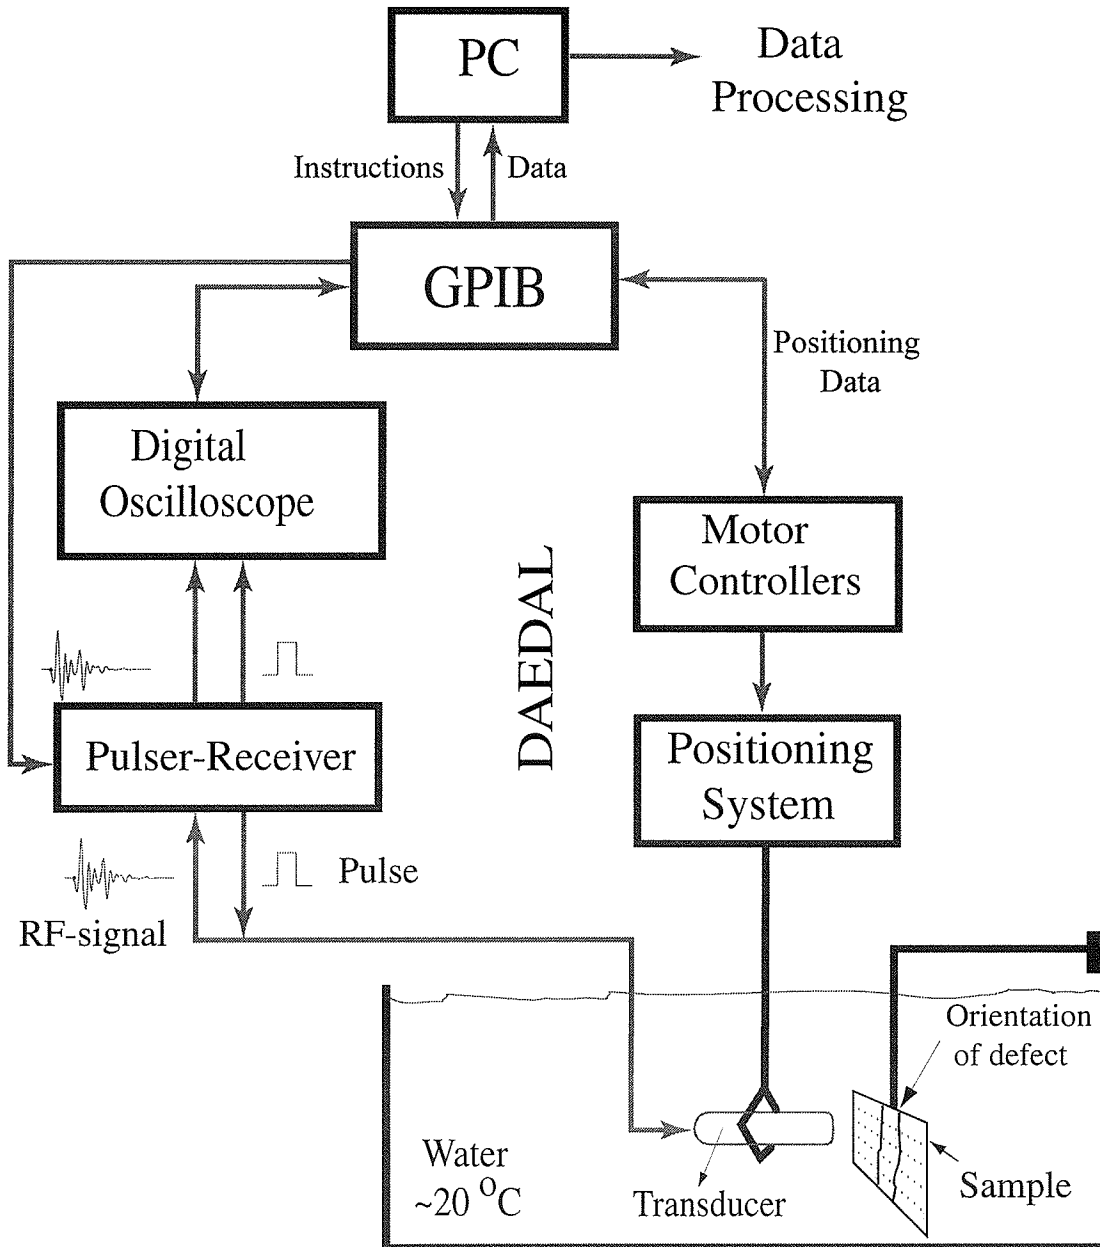 PC
Data
Processing
Instructions
Data
GPIB
Positioning
Data
Digital
Oscilloscope
Motor
Controllers
DAEDAL
Pulser-Receiver
Positioning
System
Pulse
RF-signal
Orientation
of defect
Water
~20 °C
Transducer
Sample